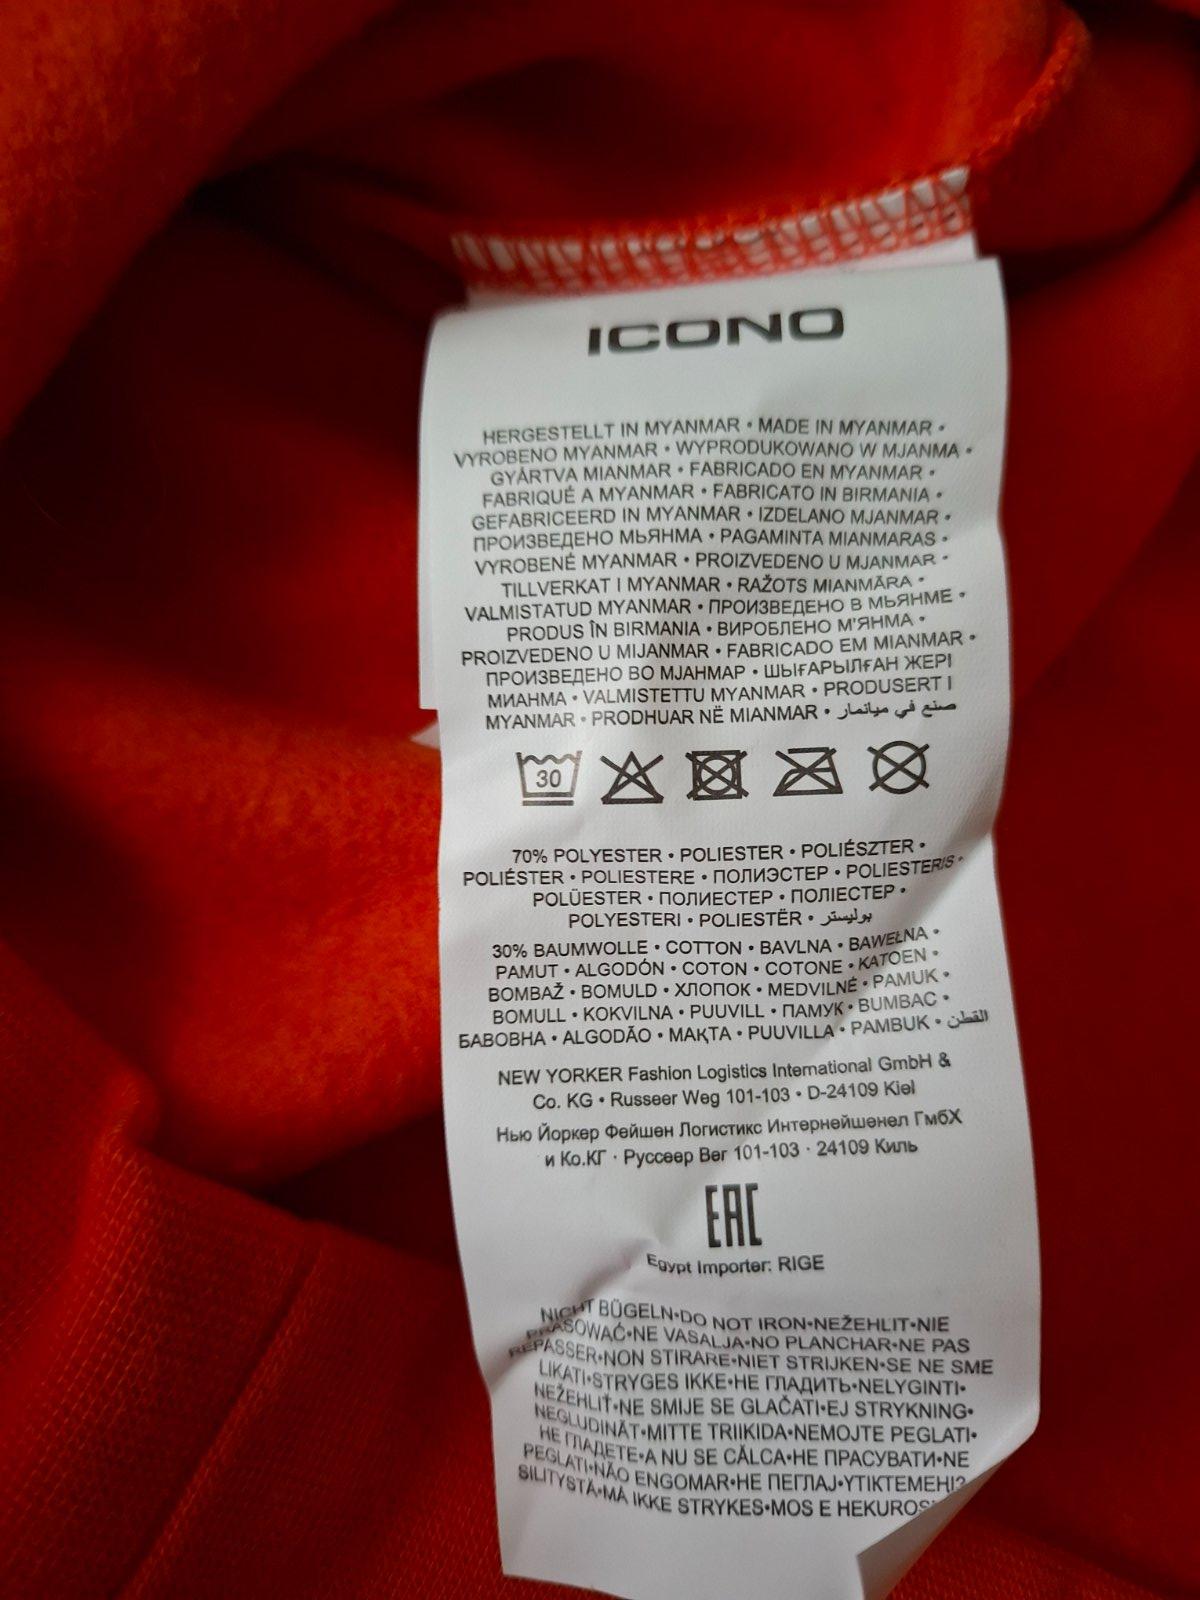 ICONO
HERGESTELLT IN MYANMAR • MADE IN MYANMAR •
VYROBENO MYANMAR • WYPRODUKOWANO W MJANMA •
GYÁRTVA MIANMAR • FABRICADO EN MYANMAR •
FABRIQUÉ A MYANMAR • FABRICATO IN BIRMANIA •
GEFABRICEERD IN MYANMAR • IZDELANO MJANMAR •
ПРОИЗВЕДЕНО МЬЯНМА • PAGAMINTA MIANMARAS •
VYROBENÉ MYANMAR • PROIZVEDENO U MJANMAR •
TILLVERKAT I MYANMAR • RAŽOTS MIANMĀRA •
VALMISTATUD MYANMAR • ПРОИЗВЕДЕНО В МЬЯНМЕ •
PRODUS ÎN BIRMANIA • ВИРОБЛЕНО М'ЯНМА •
PROIZVEDENO U MIJANMAR • FABRICADO EM MIANMAR •
ПРОИЗВЕДЕНО ВО МЈАНМАР • ШЫҒАРЫЛҒАН ЖЕРІ
МИАНМА • VALMISTETTU MYANMAR • PRODUSERT I
MYANMAR • PRODHUAR NË MIANMAR • صنع في ميانمار
30
70% POLYESTER • POLIESTER • POLIÉSZTER •
POLIÉSTER • POLIESTERE • ПОЛИЭСТЕР • POLIESTERIS •
POLÜESTER • ПОЛИЕСТЕР • ПОЛІЕСТЕР •
POLYESTERI • POLIESTËR • بوليستر
30% BAUMWOLLE • COTTON • BAVLNA • BAWEŁNA •
PAMUT • ALGODÓN • COTON • COTONE • KATOEN •
BOMBAŽ • BOMULD • ХЛОПОК • MEDVILNĖ • PAMUK •
BOMULL • KOKVILNA • PUUVILL • ПАМУК • BUMBAC •
БАВОВНА • ALGODÃO • МАҚТА • PUUVILLA • PAMBUK • القطن
NEW YORKER Fashion Logistics International GmbH &
Co. KG • Russeer Weg 101-103 • D-24109 Kiel
Нью Йоркер Фейшен Логистикс Интернейшенел ГмбХ
и Ко.КГ · Руссеер Вег 101-103 · 24109 Киль
EAC
Egypt Importer: RIGE
NICHT BÜGELN•DO NOT IRON•NEŽEHLIT•NIE
PRASOWAĆ•NE VASALJA•NO PLANCHAR•NE PAS
REPASSER•NON STIRARE•NIET STRIJKEN•SE NE SME
LIKATI•STRYGES IKKE•НЕ ГЛАДИТЬ•NELYGINTI•
NEŽEHLIŤ•NE SMIJE SE GLAČATI•EJ STRYKNING•
NEGLUDINĀT•MITTE TRIIKIDA•NEMOJTE PEGLATI•
НЕ ГЛАДЕТЕ•A NU SE CĂLCA•НЕ ПРАСУВАТИ•NE
PEGLATI•NÃO ENGOMAR•НЕ ПЕГЛАЈ•ҮТІКТЕМЕҢІЗ
SILITYSTÄ•MÅ IKKE STRYKES•MOS E HEKUROS